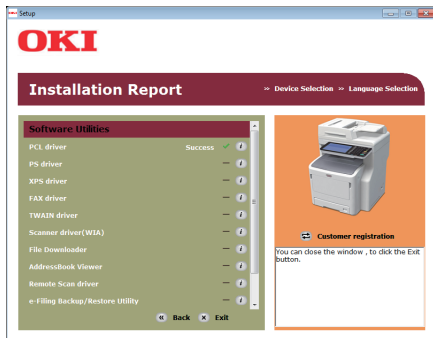 Setup
OKI
Installation Report
» Device Selection » Language Selection
Software Utilities
PCL driver Success
PS driver
XPS driver
FAX driver
TWAIN driver
Scanner driver(WIA)
File Downloader
AddressBook Viewer
Remote Scan driver
e-Filing Backup/Restore Utility
Back Exit
Customer registration
You can close the window , to click the Exit
button.